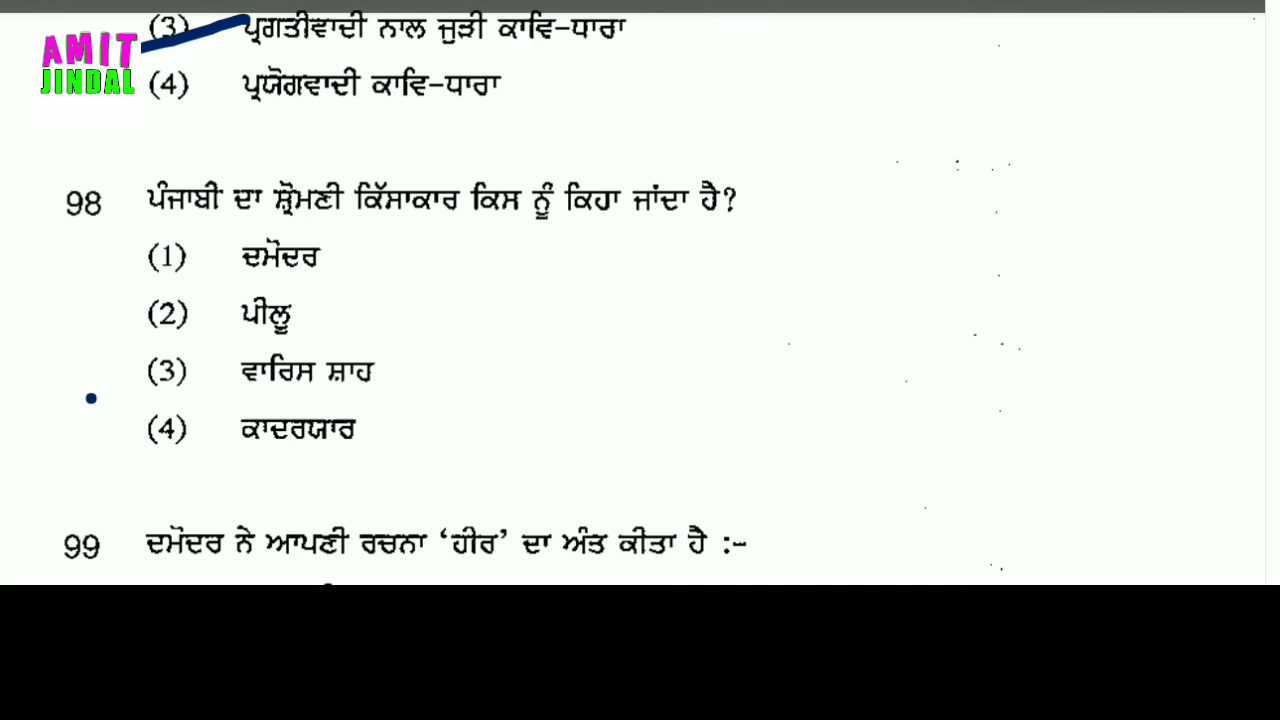 (3) ਪ੍ਰਗਤੀਵਾਦੀ ਨਾਲ ਜੁੜੀ ਕਾਵਿ-ਧਾਰਾ
AMIT
JINDAL
(4) ਪ੍ਰਯੋਗਵਾਦੀ ਕਾਵਿ-ਧਾਰਾ
98 ਪੰਜਾਬੀ ਦਾ ਸ਼੍ਰੋਮਣੀ ਕਿੱਸਾਕਾਰ ਕਿਸ ਨੂੰ ਕਿਹਾ ਜਾਂਦਾ ਹੈ?
(1) ਦਮੋਦਰ
(2) ਪੀਲੂ
(3) ਵਾਰਿਸ ਸ਼ਾਹ
(4) ਕਾਦਰਯਾਰ
99 ਦਮੋਦਰ ਨੇ ਆਪਣੀ ਰਚਨਾ ‘ਹੀਰ’ ਦਾ ਅੰਤ ਕੀਤਾ ਹੈ :-